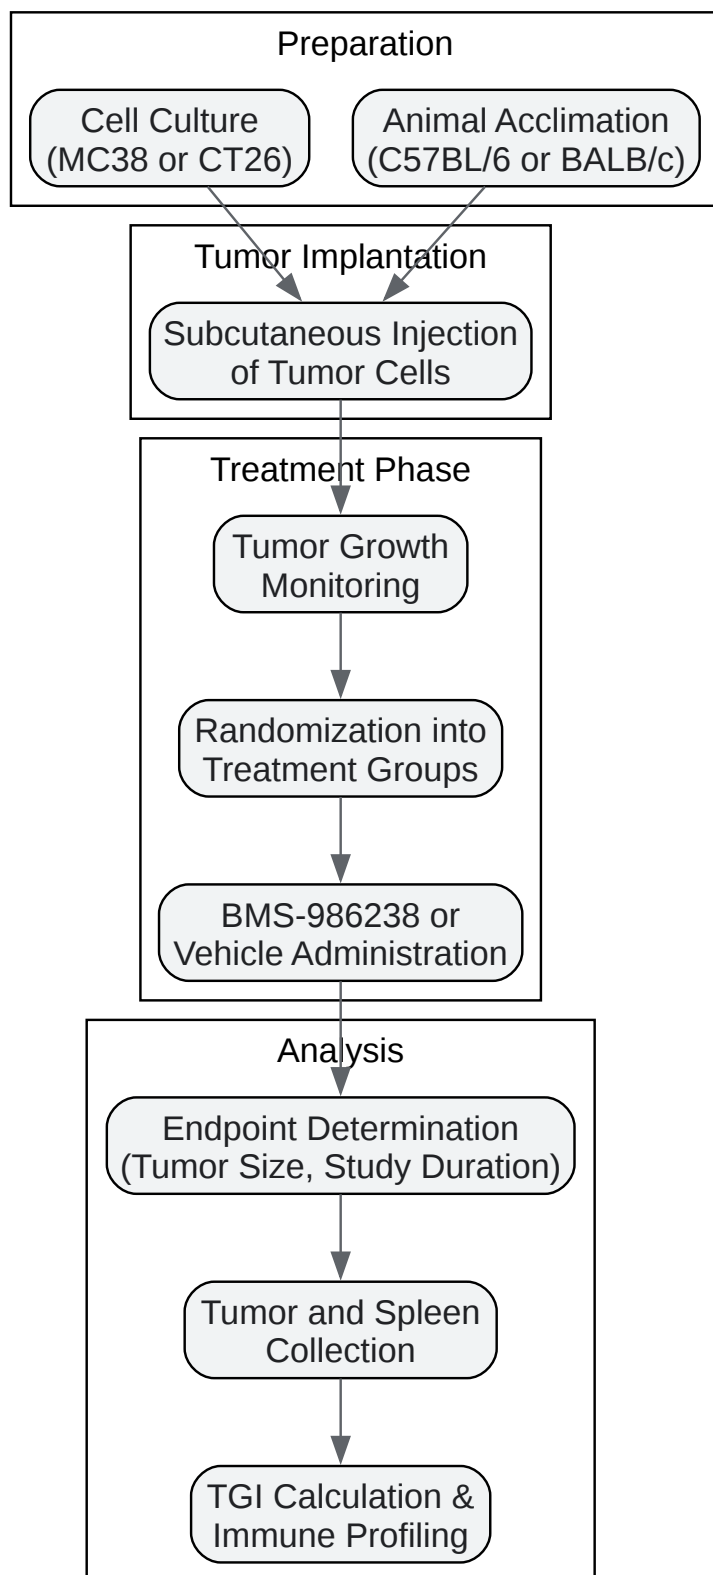 Preparation
Cell Culture
(MC38 or CT26)
Animal Acclimation
(C57BL/6 or BALB/c)
Tumor Implantation
Subcutaneous Injection
of Tumor Cells
Treatment Phase
Tumor Growth
Monitoring
Randomization into
Treatment Groups
BMS-986238 or
Vehicle Administration
Analysis
Endpoint Determination
(Tumor Size, Study Duration)
Tumor and Spleen
Collection
TGI Calculation &
Immune Profiling